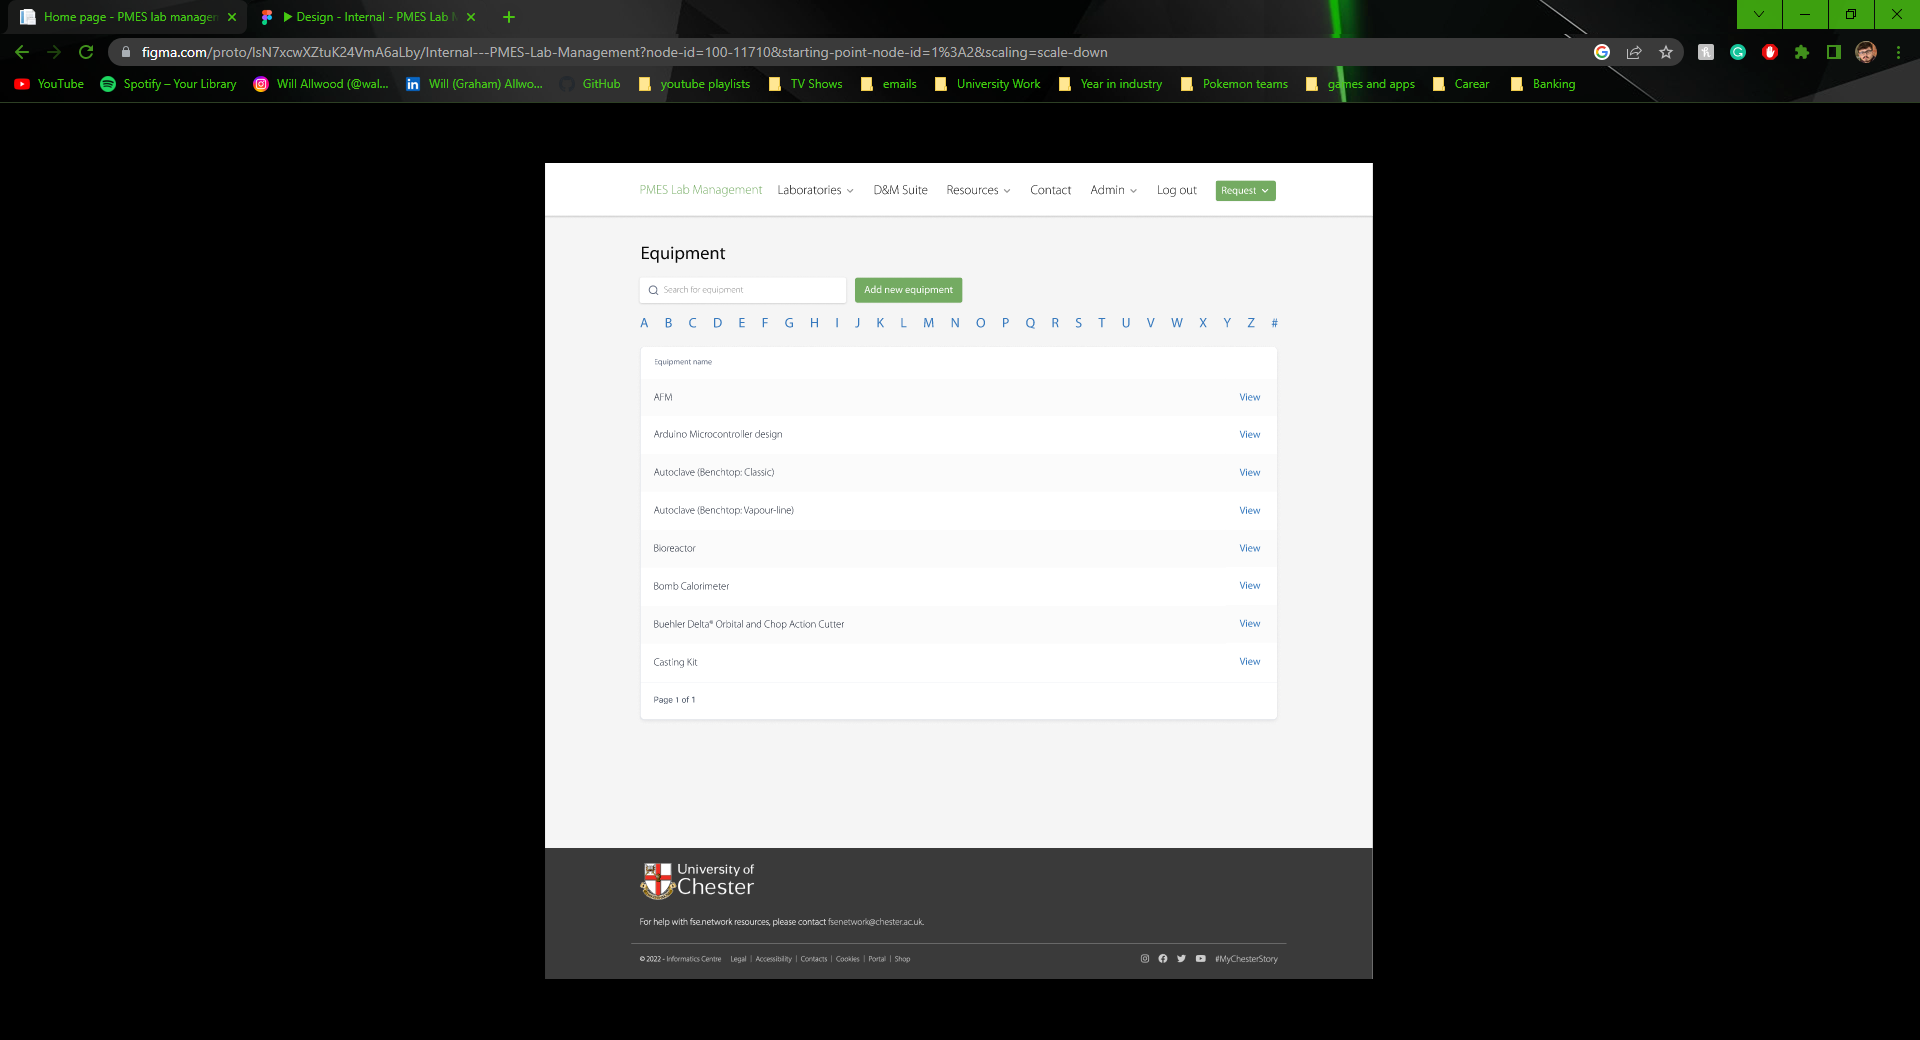 Home page - PMES lab manager
Design - Internal - PMES Lab M
figma.com/proto/lsN7xcwXZtuK24VmA6aLby/Internal---PMES-Lab-Management?node-id=100-11710&starting-point-node-id=1%3A2&scaling=scale-down
YouTube Spotify – Your Library Will Allwood (@wal... Will (Graham) Allwo... GitHub youtube playlists TV Shows emails University Work Year in industry Pokemon teams games and apps Carear Banking
PMES Lab Management Laboratories D&M Suite Resources Contact Admin Log out Request
Equipment
Search for equipment Add new equipment
A B C D E F G H I J K L M N O P Q R S T U V W X Y Z #
Equipment name
AFM View
Arduino Microcontroller design View
Autoclave (Benchtop: Classic) View
Autoclave (Benchtop: Vapour-line) View
Bioreactor View
Bomb Calorimeter View
Buehler Delta® Orbital and Chop Action Cutter View
Casting Kit View
Page 1 of 1
University of
Chester
For help with fse.network resources, please contact fsenetwork@chester.ac.uk.
© 2022 - Informatics Centre Legal | Accessibility | Contacts | Cookies | Portal | Shop #MyChesterStory